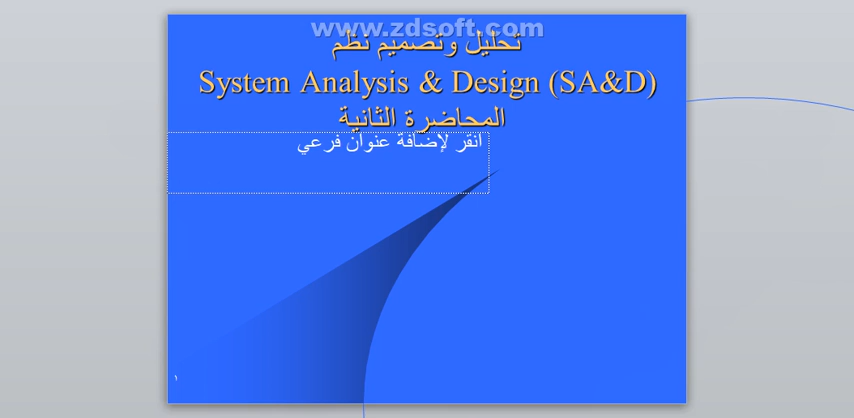 www.zdsoft.com
تحليل وتصميم نظم
System Analysis & Design (SA&D)
المحاضرة الثانية
انقر لإضافة عنوان فرعي
١